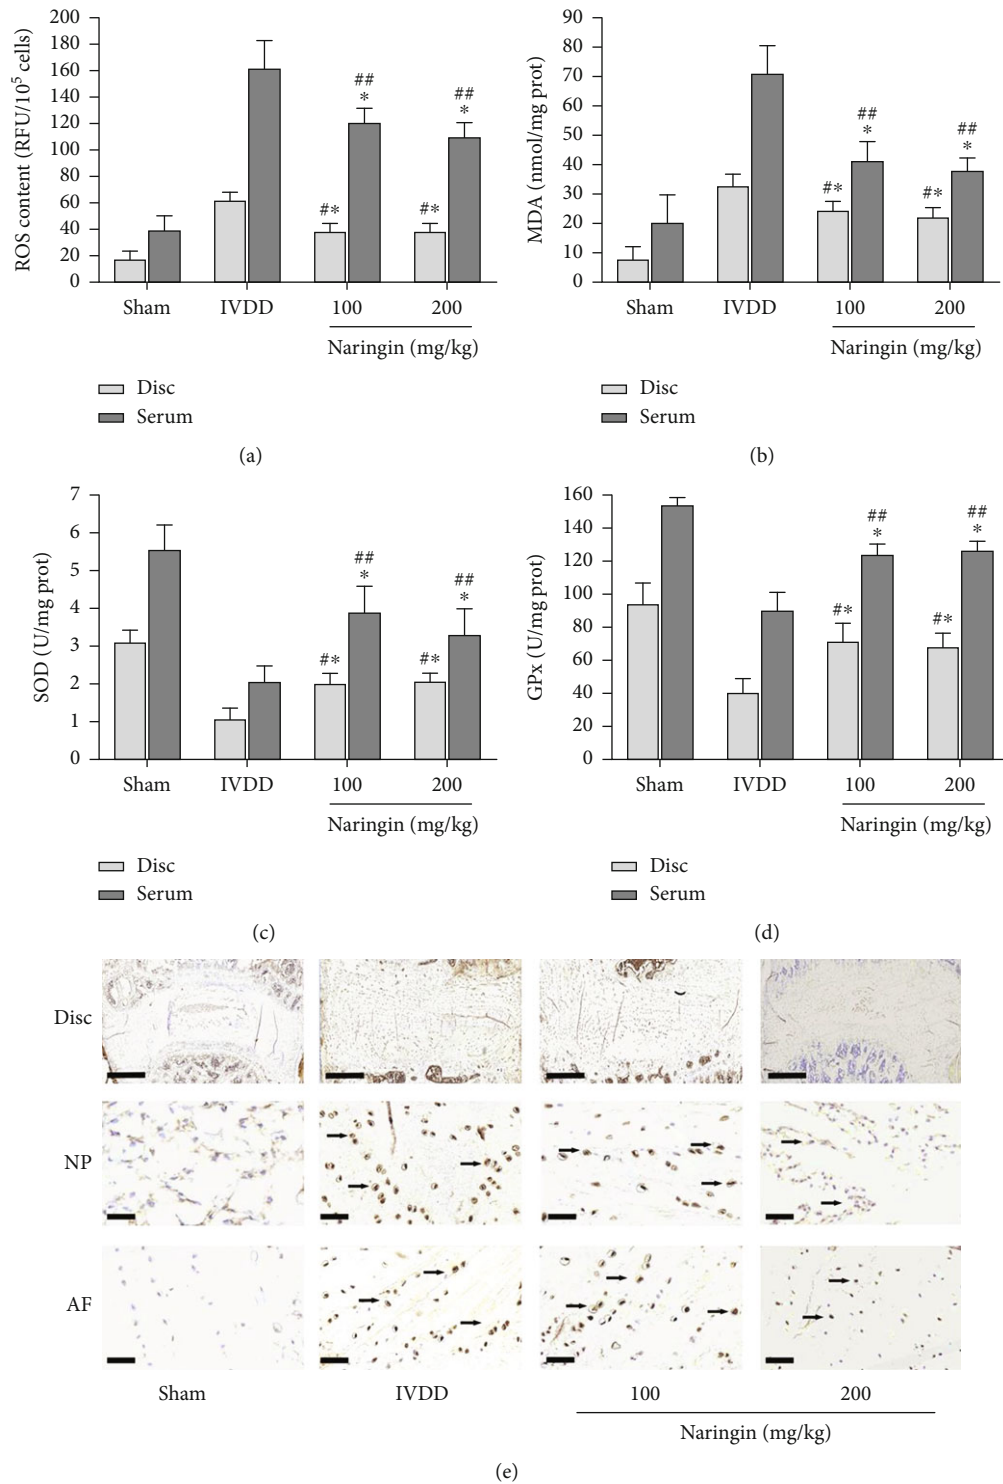 ROS content (RFU/10⁵ cells)
200
180
160
140
120
100
80
60
40
20
0
##
*
##
*
#*
#*
Sham IVDD 100 200
Naringin (mg/kg)
Disc
Serum
(a)
MDA (nmol/mg prot)
90
80
70
60
50
40
30
20
10
0
##
*
##
*
#*
#*
Sham IVDD 100 200
Naringin (mg/kg)
Disc
Serum
(b)
SOD (U/mg prot)
7
6
5
4
3
2
1
0
##
*
##
*
#*
#*
Sham IVDD 100 200
Naringin (mg/kg)
Disc
Serum
(c)
GPx (U/mg prot)
160
140
120
100
80
60
40
20
0
##
*
##
*
#*
#*
Sham IVDD 100 200
Naringin (mg/kg)
Disc
Serum
(d)
Disc
NP
AF
Sham IVDD 100 200
Naringin (mg/kg)
(e)